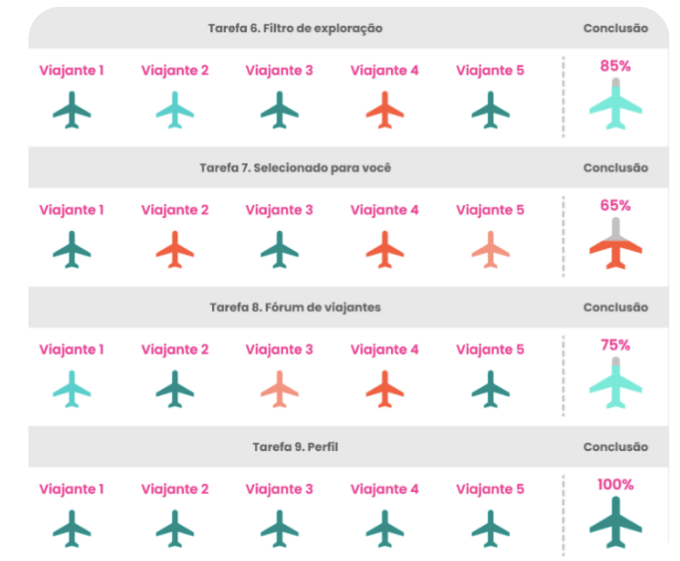 Tarefa 6. Filtro de exploração Conclusão
Viajante 1 Viajante 2 Viajante 3 Viajante 4 Viajante 5 85%
Tarefa 7. Selecionado para você Conclusão
Viajante 1 Viajante 2 Viajante 3 Viajante 4 Viajante 5 65%
Tarefa 8. Fórum de viajantes Conclusão
Viajante 1 Viajante 2 Viajante 3 Viajante 4 Viajante 5 75%
Tarefa 9. Perfil Conclusão
Viajante 1 Viajante 2 Viajante 3 Viajante 4 Viajante 5 100%